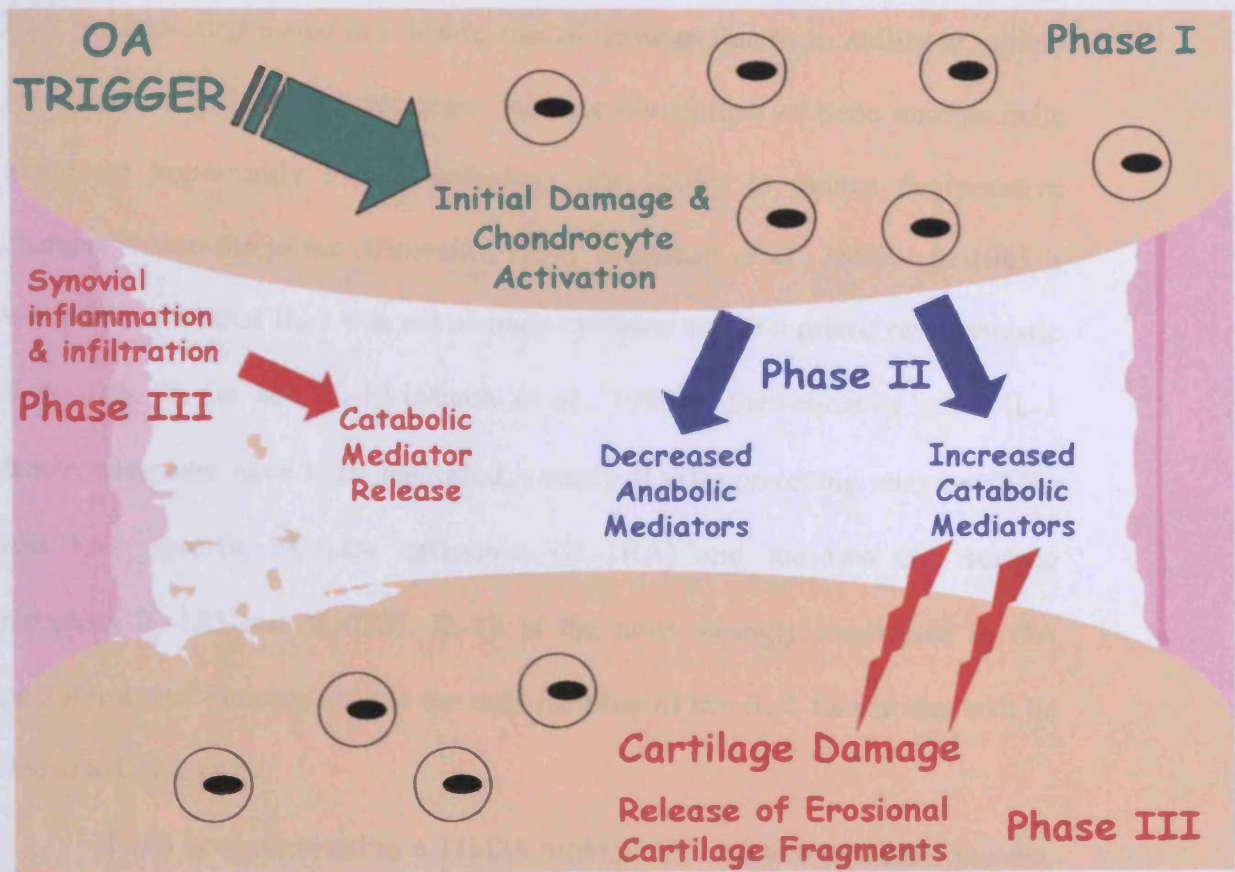 OA
TRIGGER
Phase I
Initial Damage &
Chondrocyte
Activation
Synovial
inflammation
& infiltration
Phase III
Catabolic
Mediator
Release
Phase II
Decreased
Anabolic
Mediators
Increased
Catabolic
Mediators
Cartilage Damage
Release of Erosional
Cartilage Fragments
Phase III